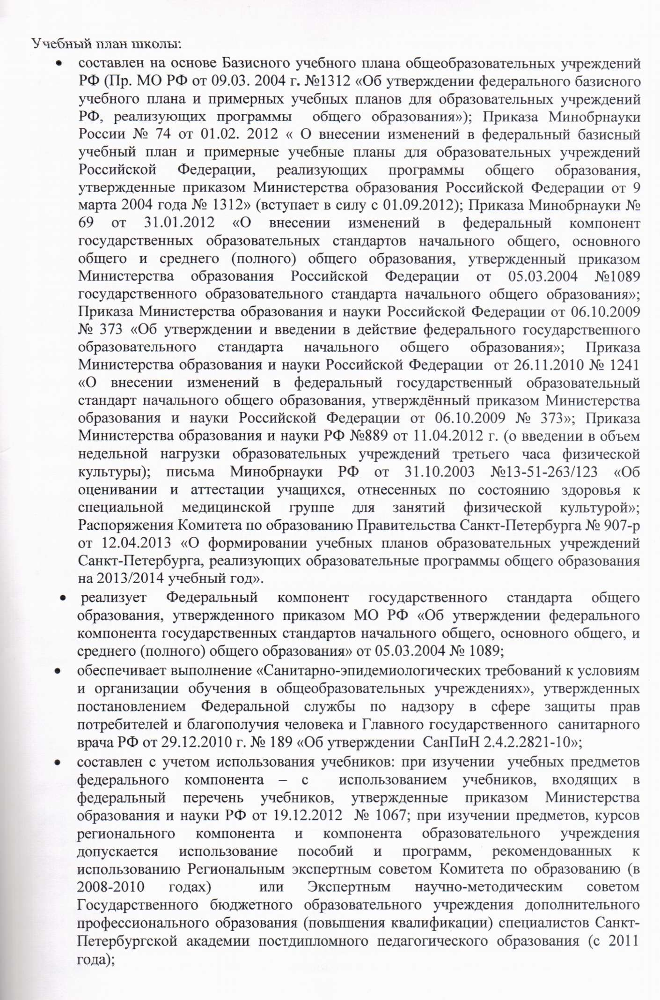 Учебный план школы:
• составлен на основе Базисного учебного плана общеобразовательных учреждений
РФ (Пр. МО РФ от 09.03. 2004 г. №1312 «Об утверждении федерального базисного
учебного плана и примерных учебных планов для образовательных учреждений
РФ, реализующих программы общего образования»); Приказа Минобрнауки
России № 74 от 01.02. 2012 « О внесении изменений в федеральный базисный
учебный план и примерные учебные планы для образовательных учреждений
Российской Федерации, реализующих программы общего образования,
утвержденные приказом Министерства образования Российской Федерации от 9
марта 2004 года № 1312» (вступает в силу с 01.09.2012); Приказа Минобрнауки №
69 от 31.01.2012 «О внесении изменений в федеральный компонент
государственных образовательных стандартов начального общего, основного
общего и среднего (полного) общего образования, утвержденный приказом
Министерства образования Российской Федерации от 05.03.2004 №1089
государственного образовательного стандарта начального общего образования»;
Приказа Министерства образования и науки Российской Федерации от 06.10.2009
№ 373 «Об утверждении и введении в действие федерального государственного
образовательного стандарта начального общего образования»; Приказа
Министерства образования и науки Российской Федерации от 26.11.2010 № 1241
«О внесении изменений в федеральный государственный образовательный
стандарт начального общего образования, утверждённый приказом Министерства
образования и науки Российской Федерации от 06.10.2009 № 373»; Приказа
Министерства образования и науки РФ №889 от 11.04.2012 г. (о введении в объем
недельной нагрузки образовательных учреждений третьего часа физической
культуры); письма Минобрнауки РФ от 31.10.2003 №13-51-263/123 «Об
оценивании и аттестации учащихся, отнесенных по состоянию здоровья к
специальной медицинской группе для занятий физической культурой»;
Распоряжения Комитета по образованию Правительства Санкт-Петербурга № 907-р
от 12.04.2013 «О формировании учебных планов образовательных учреждений
Санкт-Петербурга, реализующих образовательные программы общего образования
на 2013/2014 учебный год».
• реализует Федеральный компонент государственного стандарта общего
образования, утвержденного приказом МО РФ «Об утверждении федерального
компонента государственных стандартов начального общего, основного общего, и
среднего (полного) общего образования» от 05.03.2004 № 1089;
• обеспечивает выполнение «Санитарно-эпидемиологических требований к условиям
и организации обучения в общеобразовательных учреждениях», утвержденных
постановлением Федеральной службы по надзору в сфере защиты прав
потребителей и благополучия человека и Главного государственного санитарного
врача РФ от 29.12.2010 г. № 189 «Об утверждении СанПиН 2.4.2.2821-10»;
• составлен с учетом использования учебников: при изучении учебных предметов
федерального компонента – с использованием учебников, входящих в
федеральный перечень учебников, утвержденные приказом Министерства
образования и науки РФ от 19.12.2012 № 1067; при изучении предметов, курсов
регионального компонента и компонента образовательного учреждения
допускается использование пособий и программ, рекомендованных к
использованию Региональным экспертным советом Комитета по образованию (в
2008-2010 годах) или Экспертным научно-методическим советом
Государственного бюджетного образовательного учреждения дополнительного
профессионального образования (повышения квалификации) специалистов Санкт-
Петербургской академии постдипломного педагогического образования (с 2011
года);